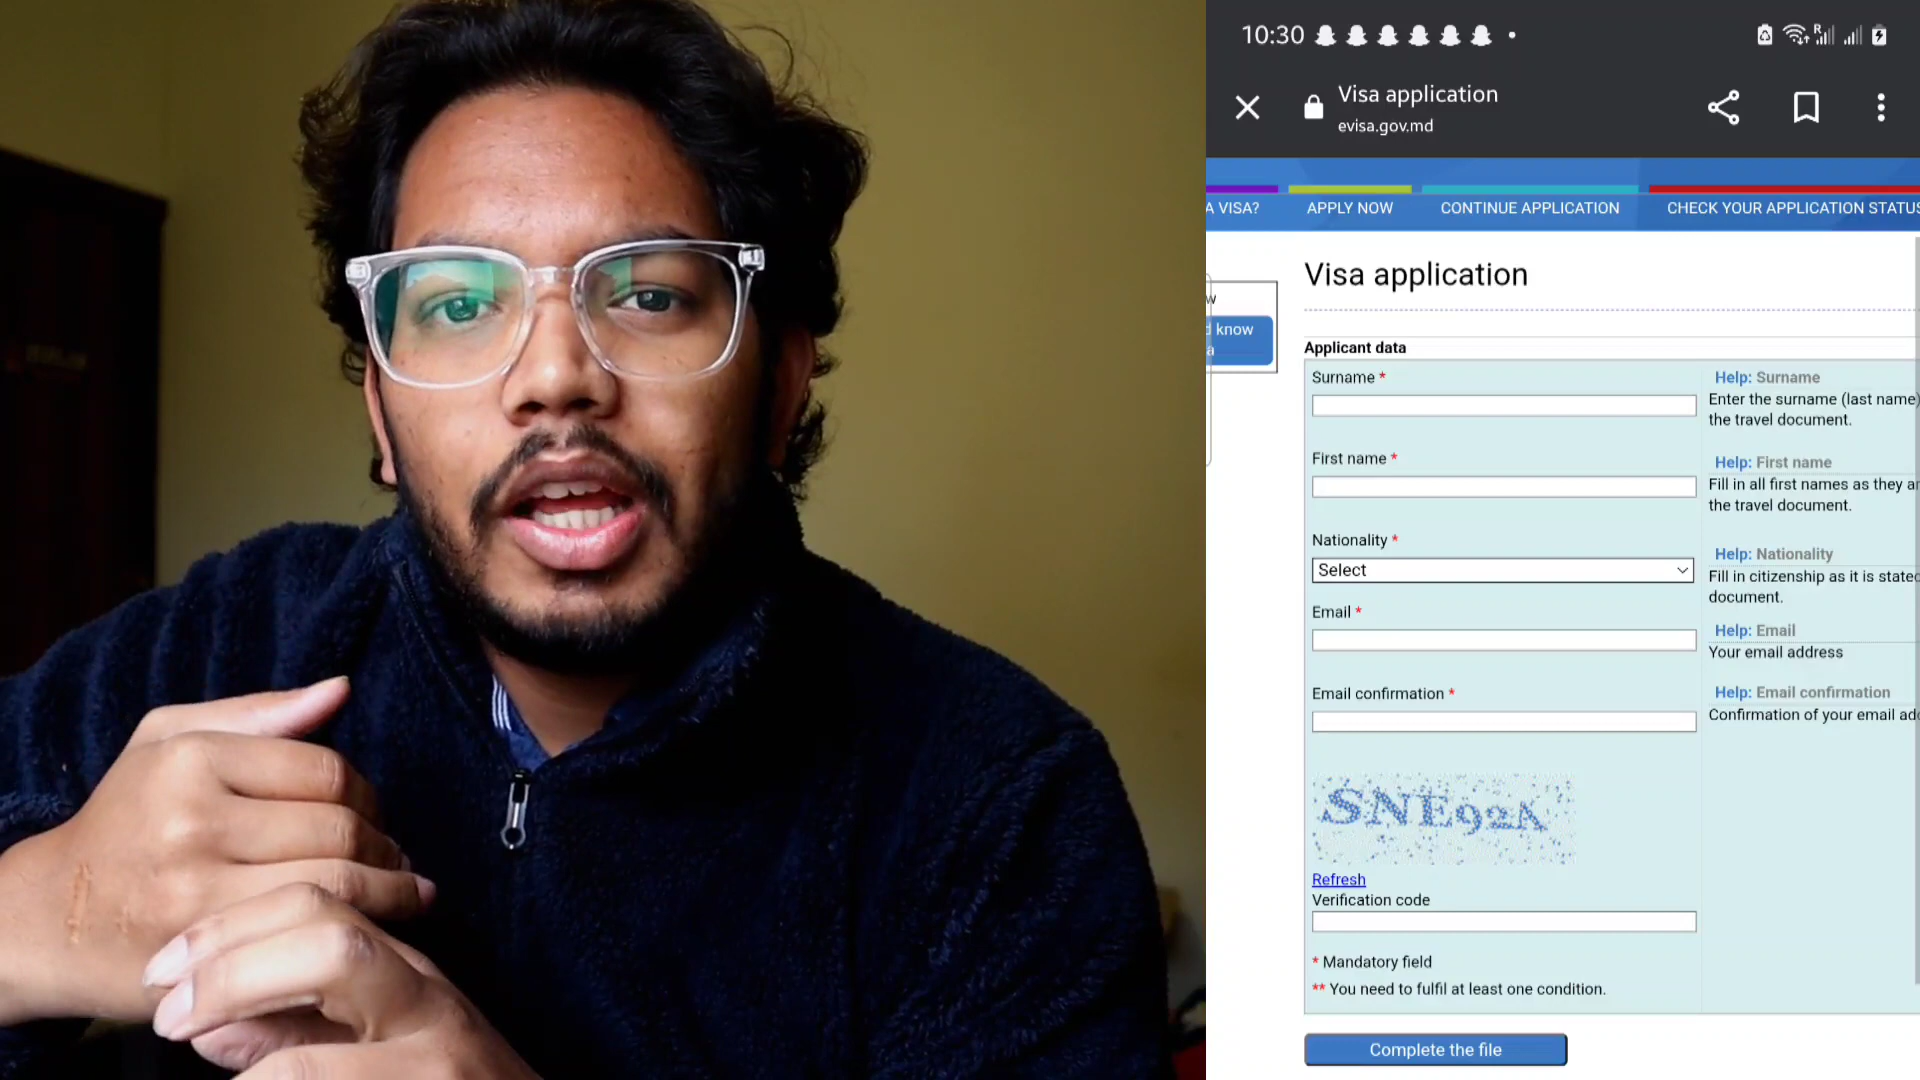 10:30
Visa application
evisa.gov.md
A VISA?
APPLY NOW
CONTINUE APPLICATION
CHECK YOUR APPLICATION STATUS
w
d know
a
Visa application
Applicant data
Surname *
Help: Surname
Enter the surname (last name)
the travel document.
First name *
Help: First name
Fill in all first names as they ar
the travel document.
Nationality *
Select
Help: Nationality
Fill in citizenship as it is stated
document.
Email *
Help: Email
Your email address
Email confirmation *
Help: Email confirmation
Confirmation of your email add
SNE92A
Refresh
Verification code
* Mandatory field
** You need to fulfil at least one condition.
Complete the file